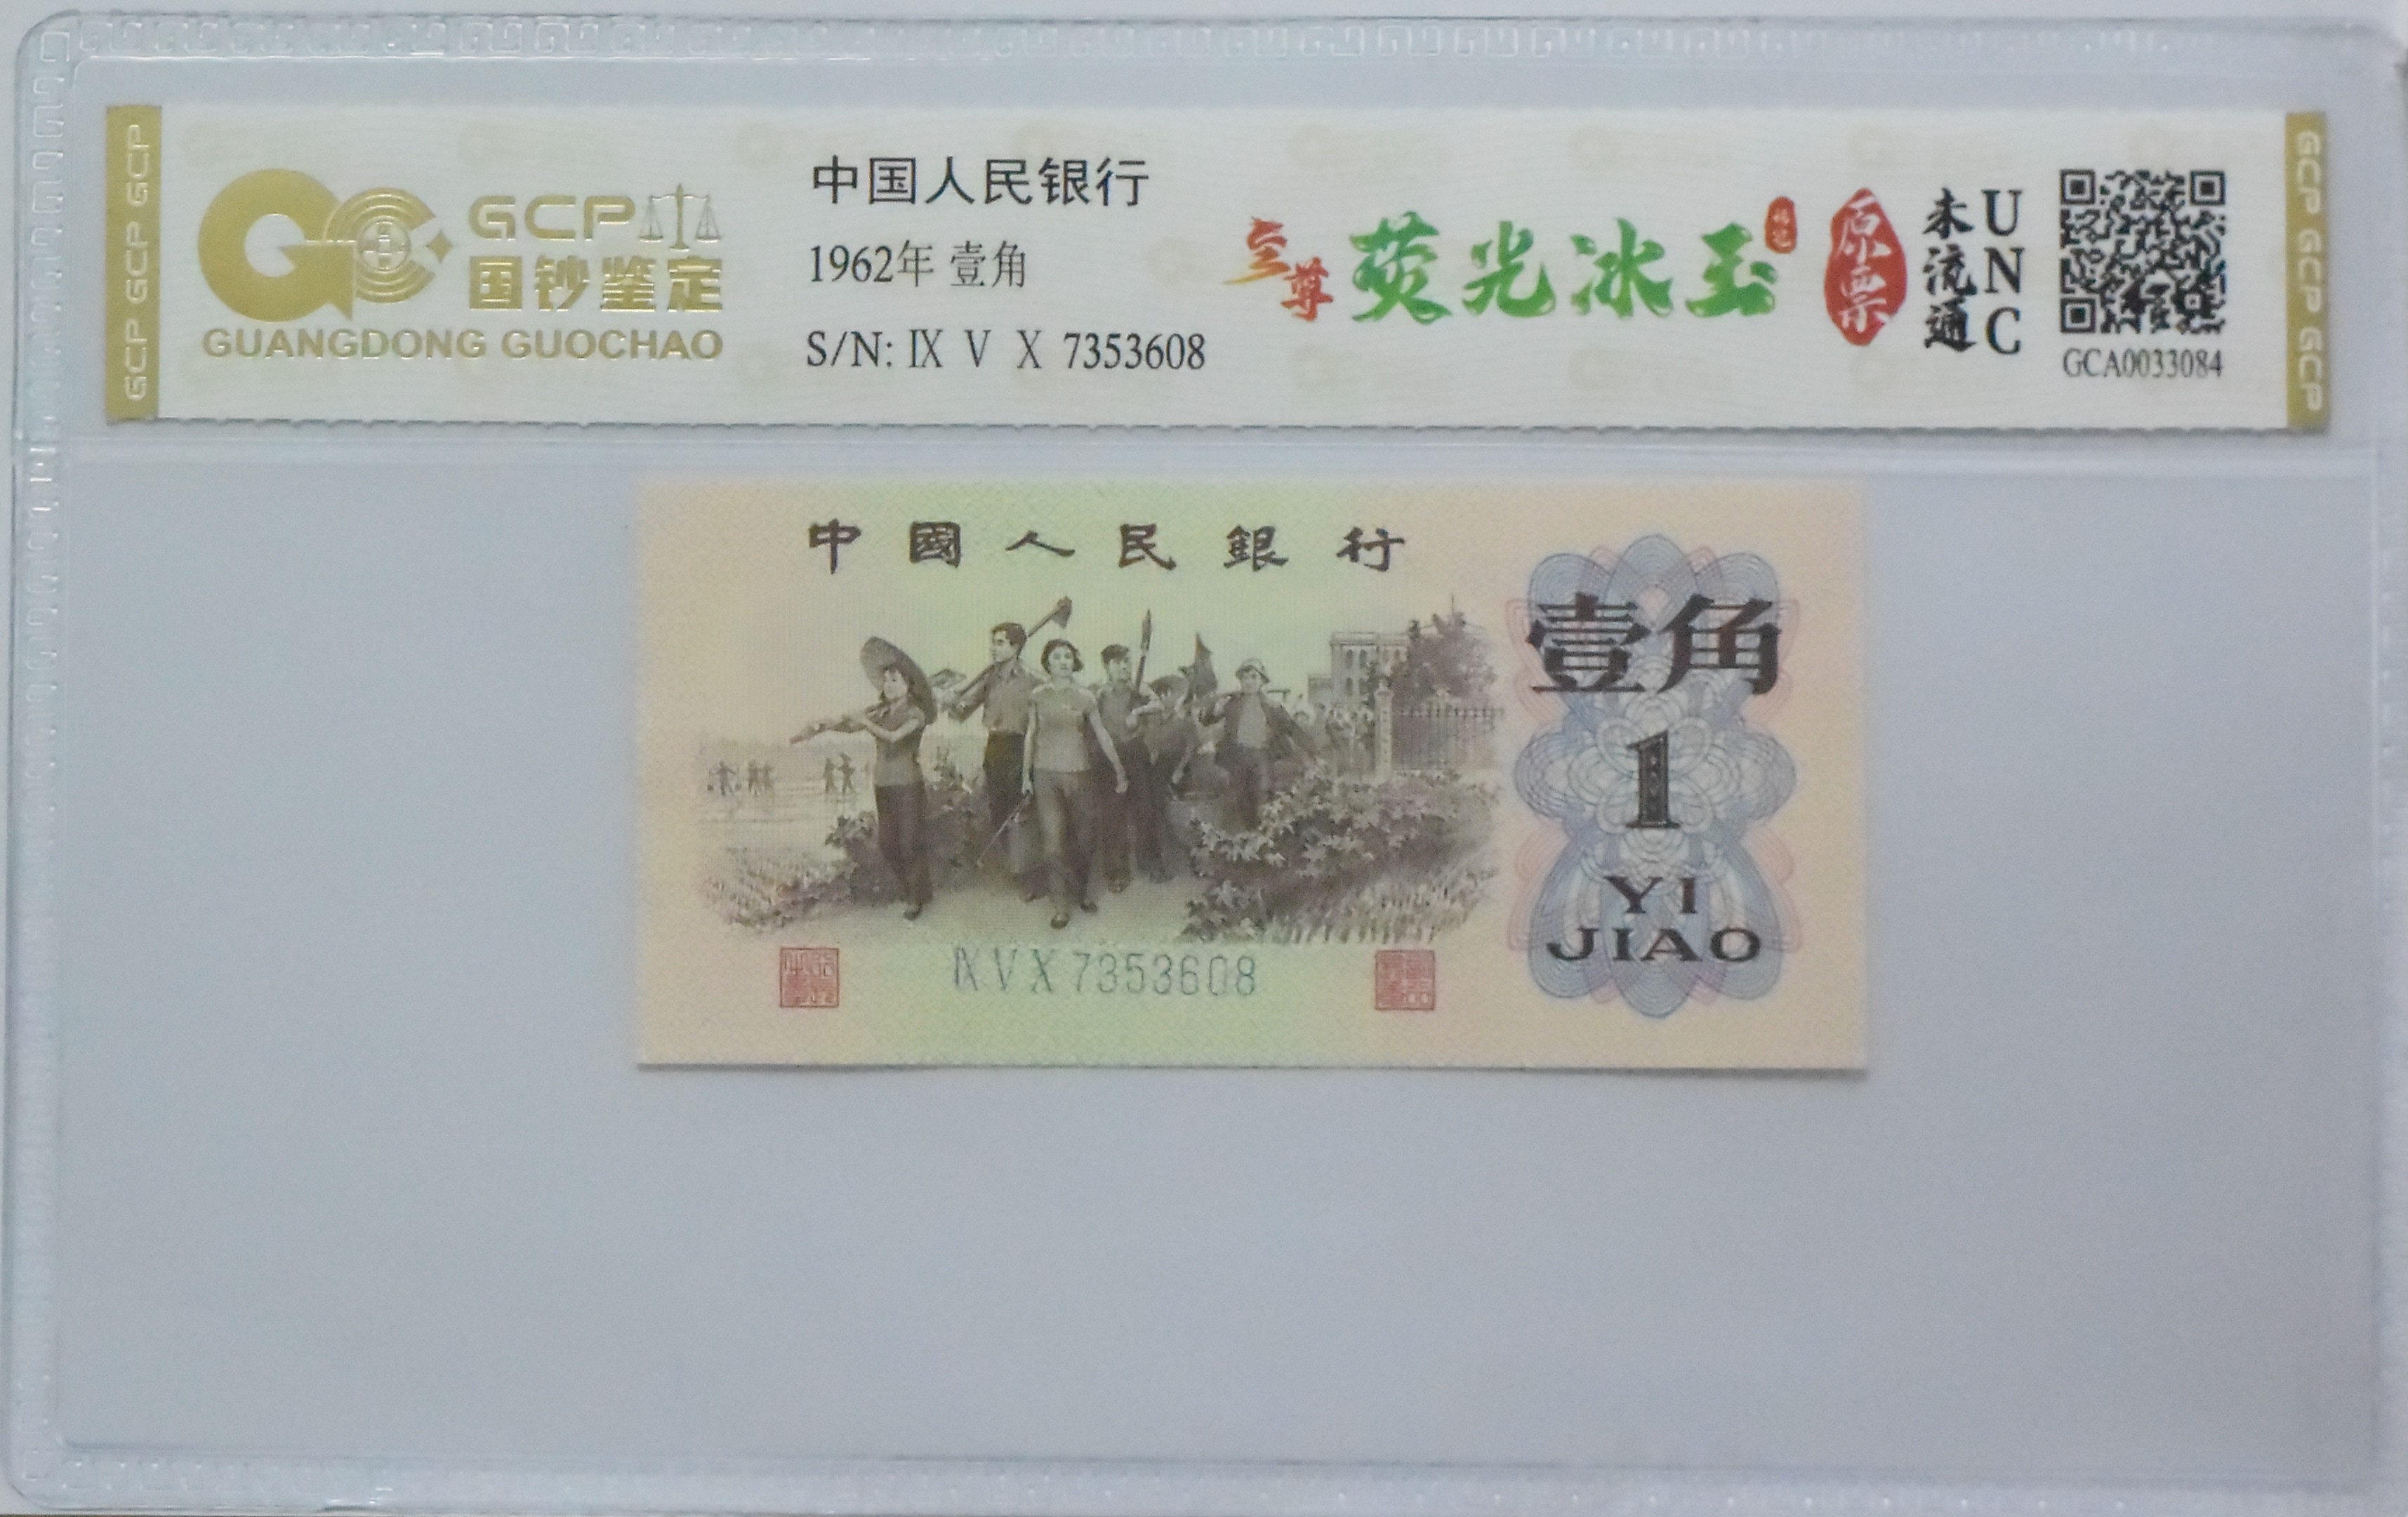 GCP GCP GCP
GCP
国钞鉴定
GUANGDONG GUOCHAO
中国人民银行
1962年 壹角
S/N: IX V X 7353608
至尊 荧光冰玉
原票
未流通
UNC
GCA0033084
GCP GCP GCP
中國人民銀行
壹角
1
YI
JIAO
IX V X 7353608